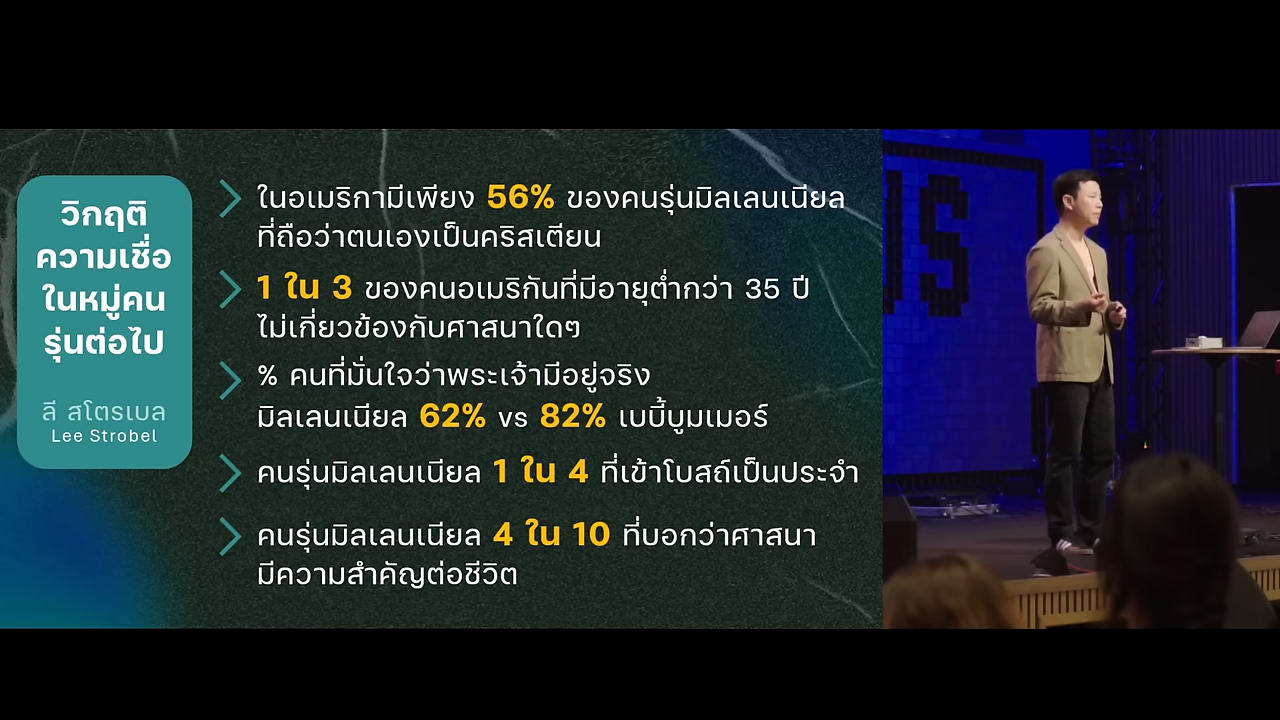 วิกฤติ
ความเชื่อ
ในหมู่คน
รุ่นต่อไป
ลี สโตรเบล
Lee Strobel
ในอเมริกามีเพียง 56% ของคนรุ่นมิลเลนเนียล
ที่ถือว่าตนเองเป็นคริสเตียน
1 ใน 3 ของคนอเมริกันที่มีอายุต่ำกว่า 35 ปี
ไม่เกี่ยวข้องกับศาสนาใดๆ
% คนที่มั่นใจว่าพระเจ้ามีอยู่จริง
มิลเลนเนียล 62% vs 82% เบบี้บูมเมอร์
คนรุ่นมิลเลนเนียล 1 ใน 4 ที่เข้าโบสถ์เป็นประจำ
คนรุ่นมิลเลนเนียล 4 ใน 10 ที่บอกว่าศาสนา
มีความสำคัญต่อชีวิต